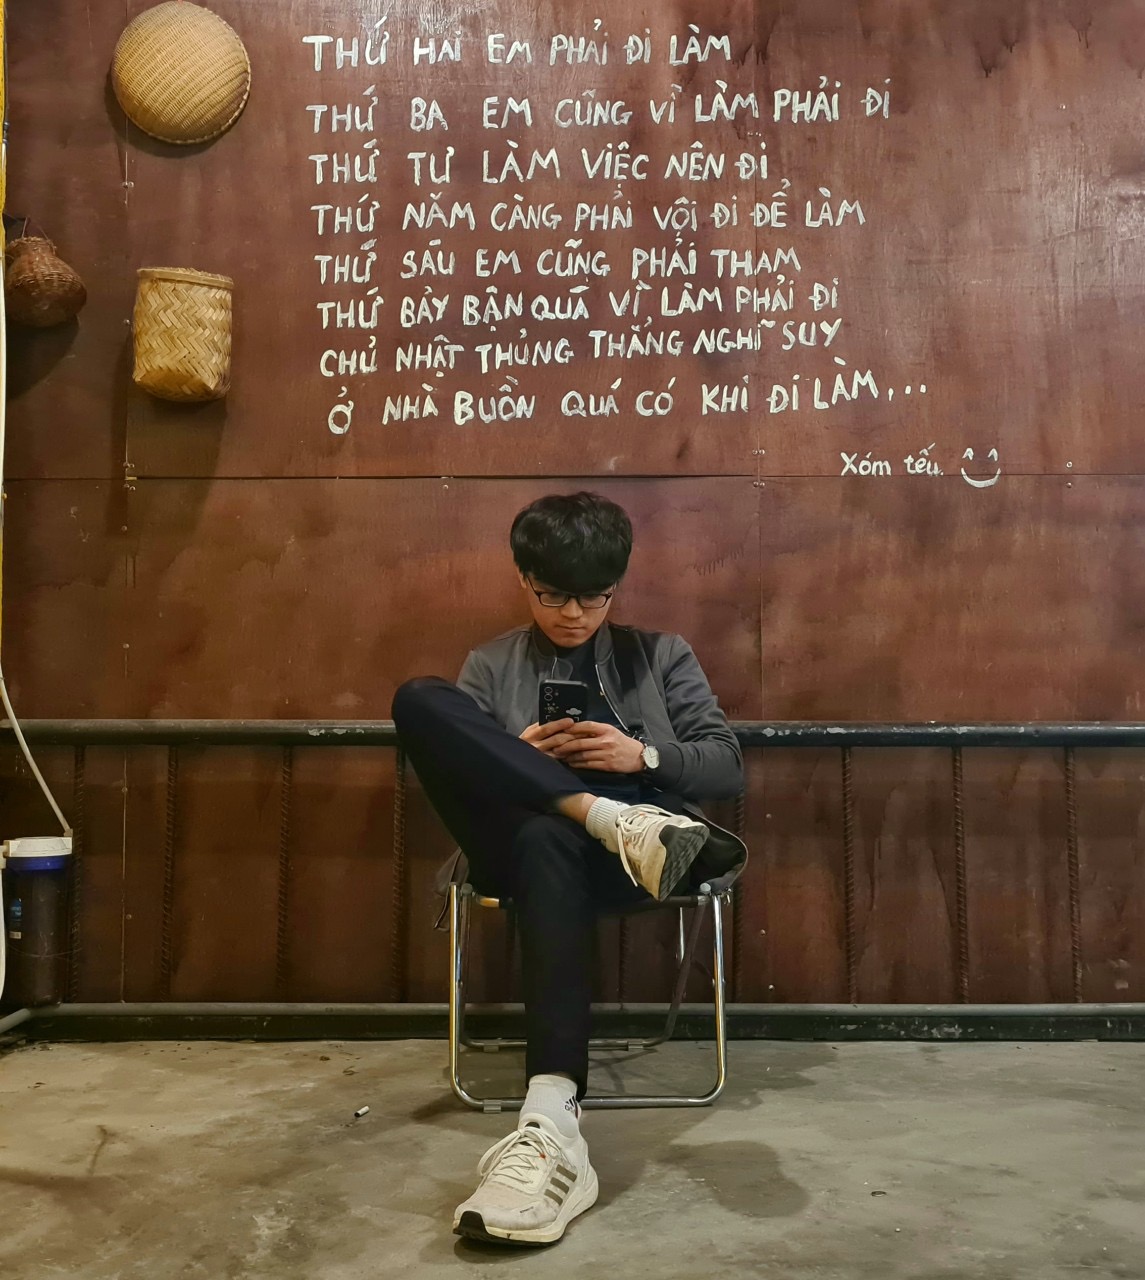 THỨ HAI EM PHẢI ĐI LÀM
THỨ BA EM CŨNG VÌ LÀM PHẢI ĐI
THỨ TƯ LÀM VIỆC NÊN ĐI
THỨ NĂM CÀNG PHẢI VỘI ĐI ĐỂ LÀM
THỨ SÁU EM CŨNG PHẢI THAM
THỨ BẢY BẬN QUÁ VÌ LÀM PHẢI ĐI
CHỦ NHẬT THỦNG THẲNG NGHĨ SUY
Ở NHÀ BUỒN QUÁ CÓ KHI ĐI LÀM...
Xóm tếu.